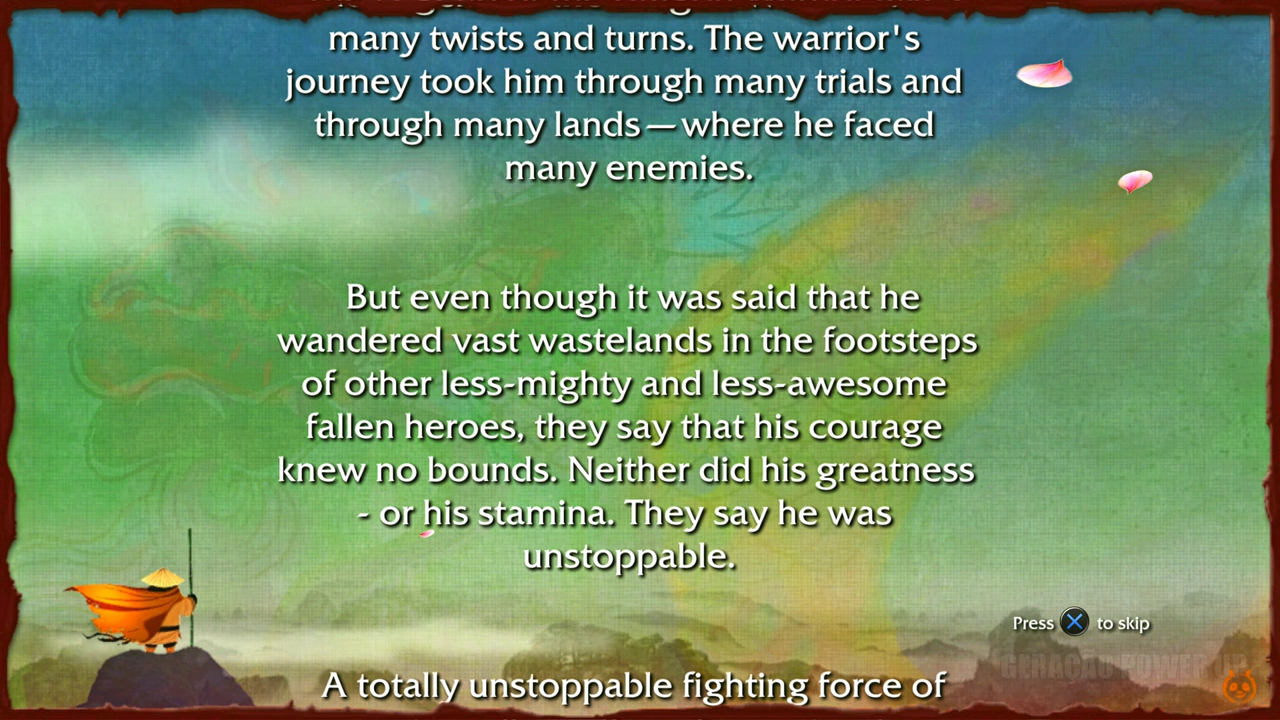 many twists and turns. The warrior's
journey took him through many trials and
through many lands—where he faced
many enemies.
But even though it was said that he
wandered vast wastelands in the footsteps
of other less-mighty and less-awesome
fallen heroes, they say that his courage
knew no bounds. Neither did his greatness
- or his stamina. They say he was
unstoppable.
Press X to skip
GERAÇÃO POWER UP
A totally unstoppable fighting force of